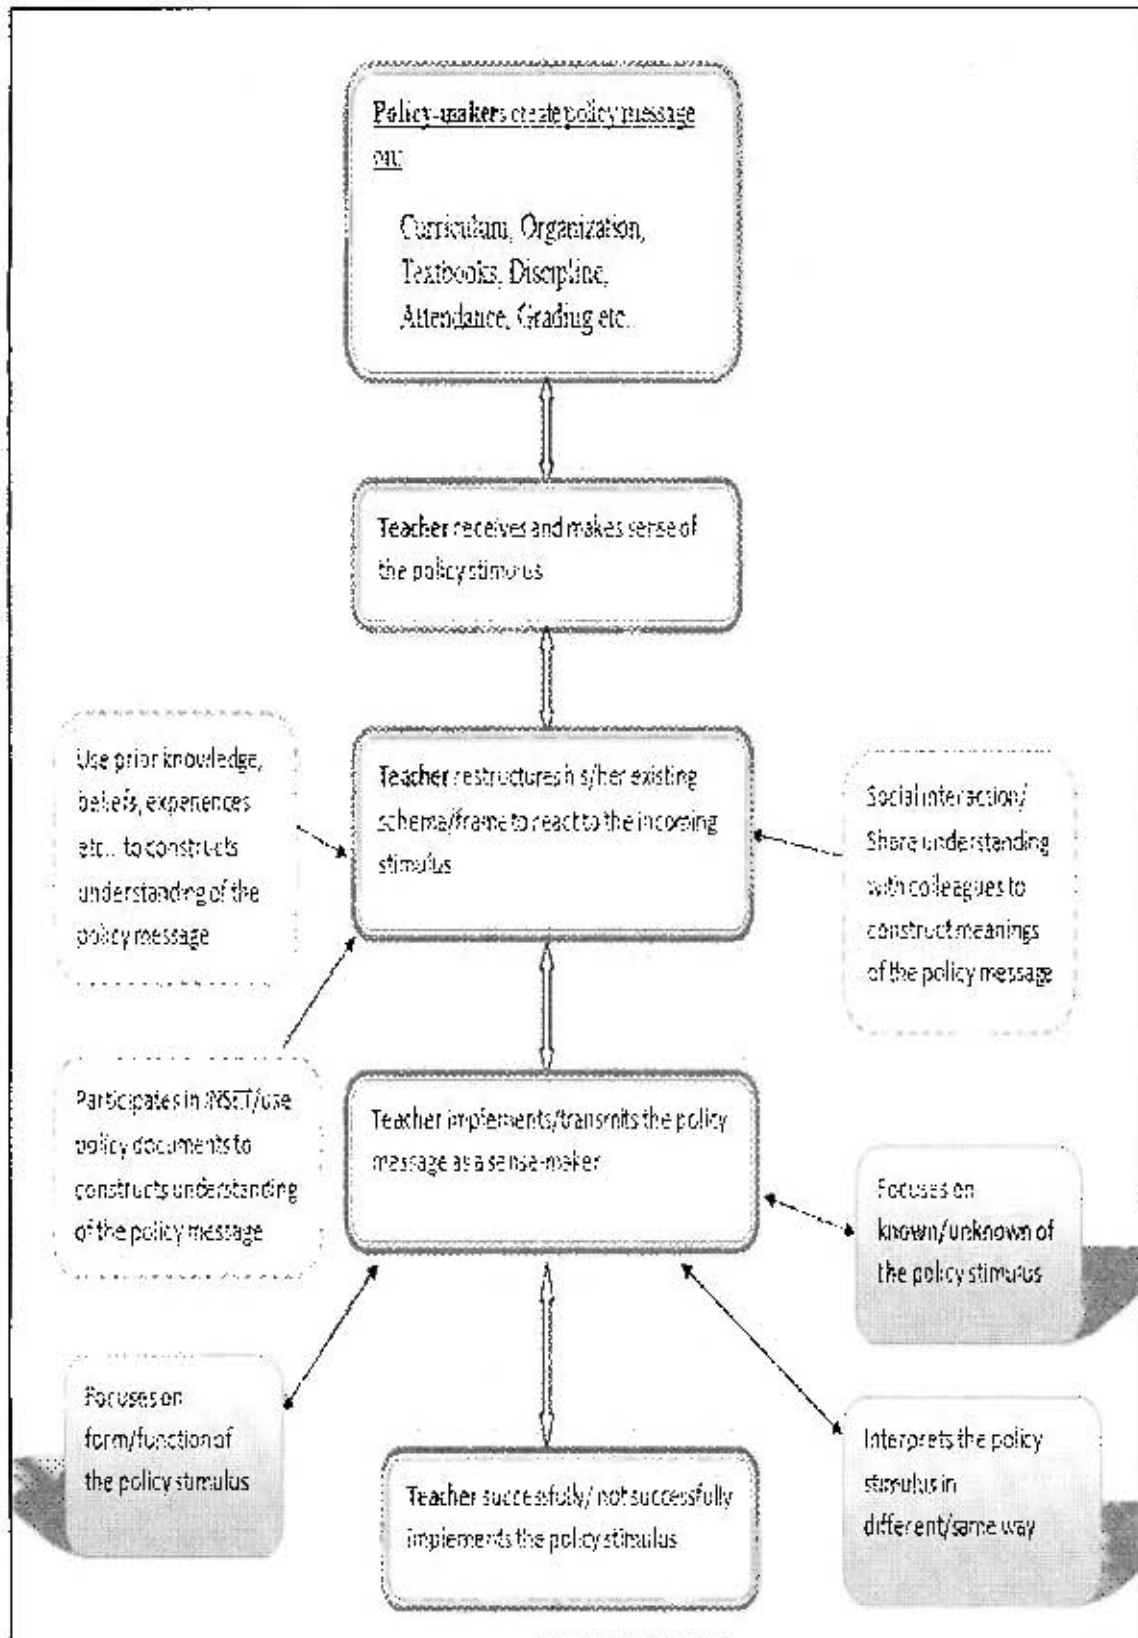 Policy-makers create policy message
on:
Curriculum, Organization,
Textbooks, Discipline,
Attendance, Grading etc..
Teacher receives and makes sense of
the policy stimulus
Use prior knowledge,
beliefs, experiences
etc... to constructs
understanding of the
policy message
Teacher restructures his/her existing
schema/frame to react to the incoming
stimulus
Social interaction/
Share understanding
with colleagues to
construct meanings
of the policy message
Participates in INSET/use
policy documents to
constructs understanding
of the policy message
Teacher implements/transmits the policy
message as a sense-maker
Focuses on
known/unknown of
the policy stimulus
Focuses on
form/function of
the policy stimulus
Teacher successfully/ not successfully
implements the policy stimulus
Interprets the policy
stimulus in
different/same way